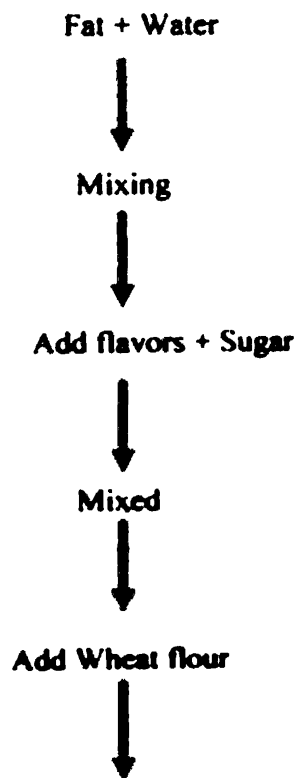 Fat + Water
Mixing
Add flavors + Sugar
Mixed
Add Wheat flour